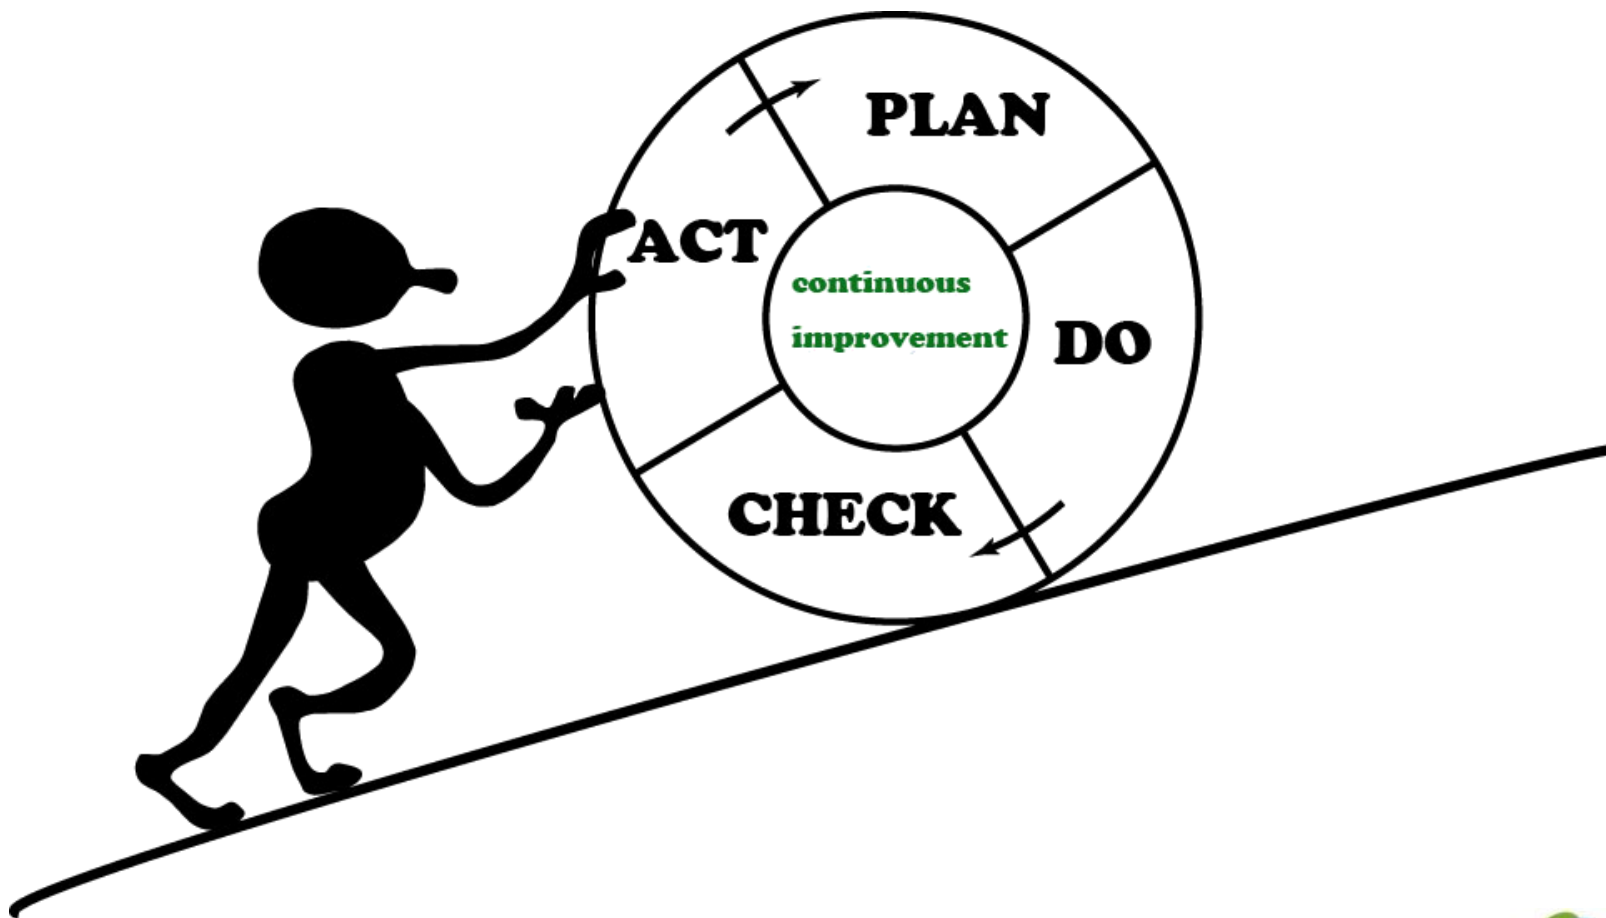 PLAN
ACT
continuous
improvement
DO
CHECK